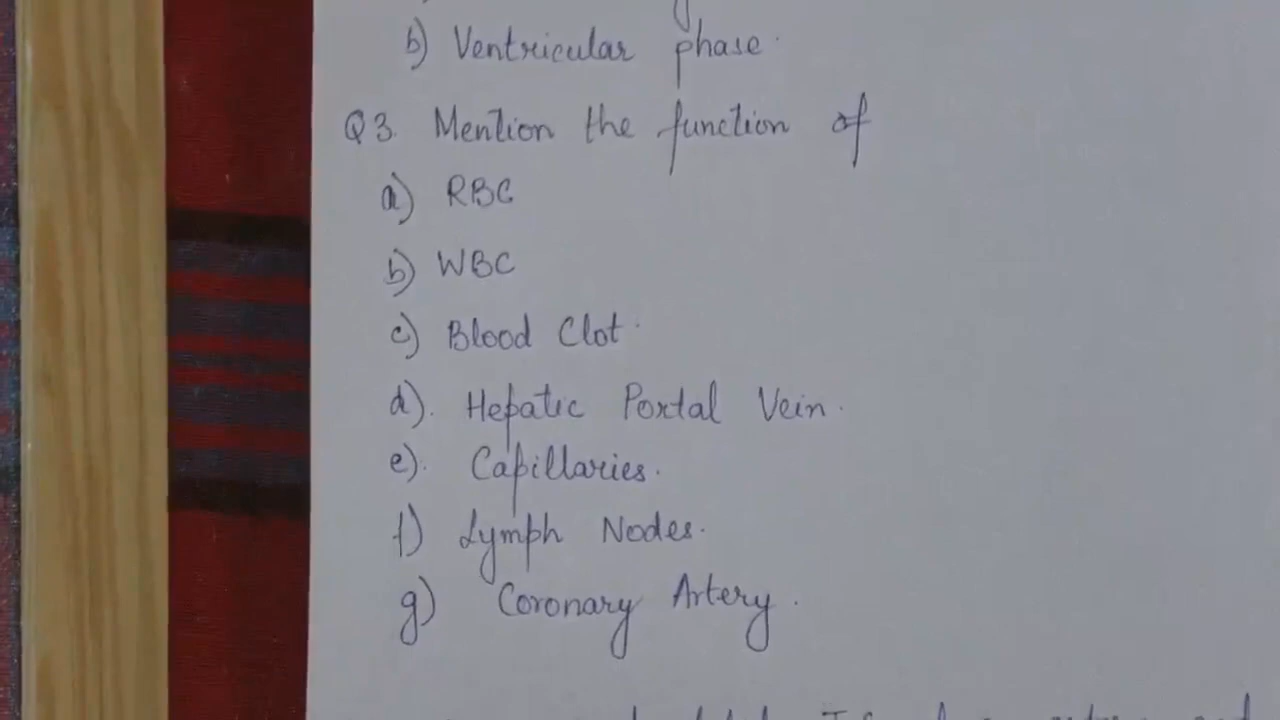 b) Ventricular phase.
Q3. Mention the function of
a) RBC
b) WBC
c) Blood Clot.
d). Hepatic Portal Vein.
e). Capillaries.
f) Lymph Nodes.
g) Coronary Artery.